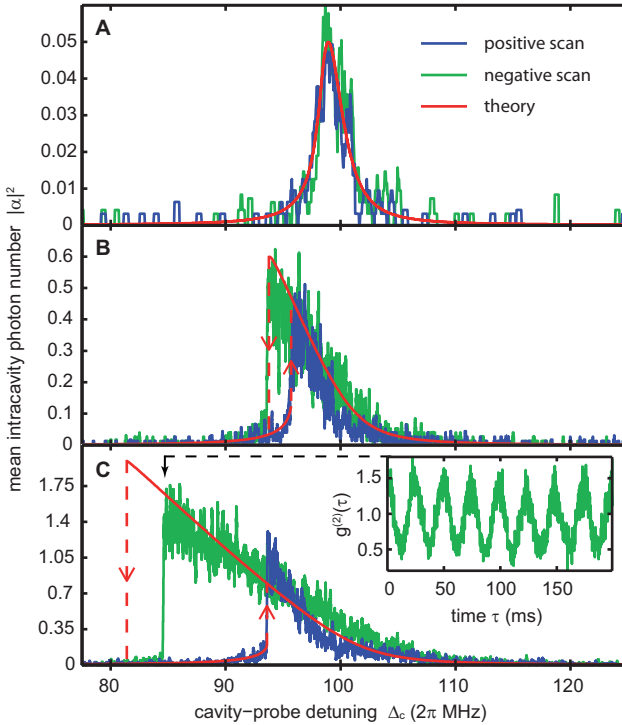 A
positive scan
negative scan
theory
0.05
0.04
0.03
0.02
0.01
0
B
0.6
0.5
0.4
0.3
0.2
0.1
0
C
1.75
1.4
1.05
0.7
0.35
0
mean intracavity photon number |α|²
g⁽²⁾(τ)
1.5
1.0
0.5
0 50 100 150
time τ (ms)
80 90 100 110 120
cavity−probe detuning Δc (2π MHz)